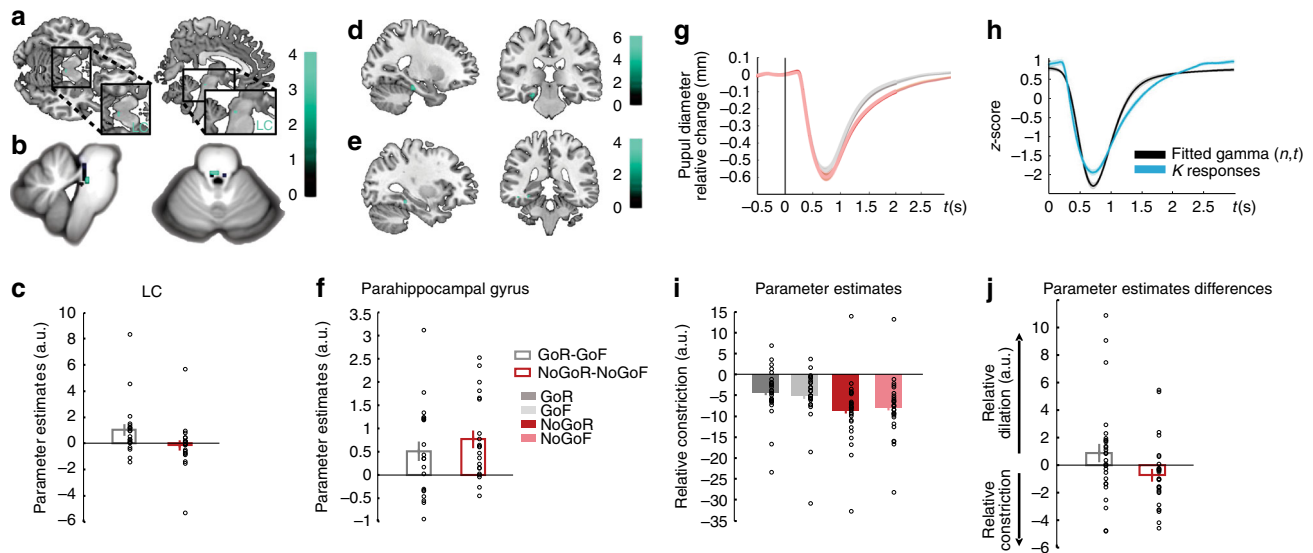 a
4
3
2
1
0
LC
b
c
LC
Parameter estimates (a.u.)
10
8
6
4
2
0
−2
−4
−6
d
6
4
2
0
e
4
2
0
f
Parahippocampal gyrus
Parameter estimates (a.u.)
3.5
3
2.5
2
1.5
1
0.5
0
0.5
−1
GoR-GoF
NoGoR-NoGoF
GoR
GoF
NoGoR
NoGoF
g
Pupul diameter
relative change (mm)
0.1
0
−0.1
−0.2
−0.3
−0.4
−0.5
−0.6
−0.5 0 0.5 1 1.5 2 2.5 t(s)
h
z-score
1
0.5
0
−0.5
−1
−1.5
−2
Fitted gamma (n,t)
K responses
0 0.5 1 1.5 2 2.5 t(s)
i
Parameter estimates
Relative constriction (a.u.)
15
10
5
0
−5
−10
−15
−20
−25
−30
−35
j
Parameter estimates differences
Relative
dilation (a.u.)
Relative
constriction
12
10
8
6
4
2
0
−2
−4
−6